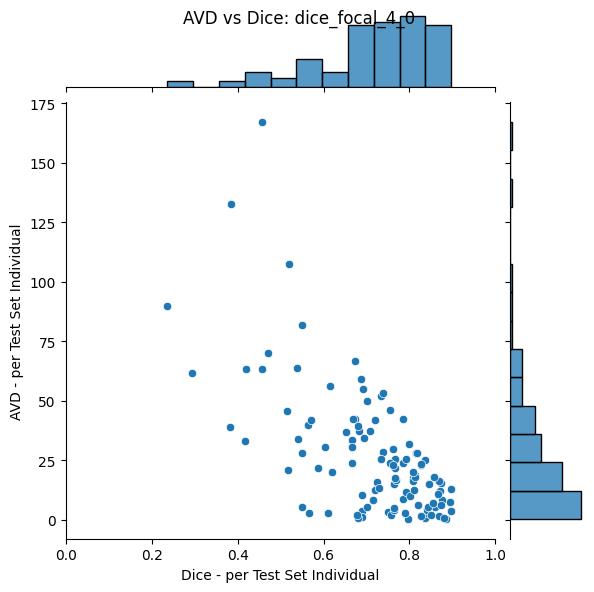 AVD vs Dice: dice_focal_4_0
175
150
125
100
75
50
25
0
AVD - per Test Set Individual
0.0 0.2 0.4 0.6 0.8 1.0
Dice - per Test Set Individual